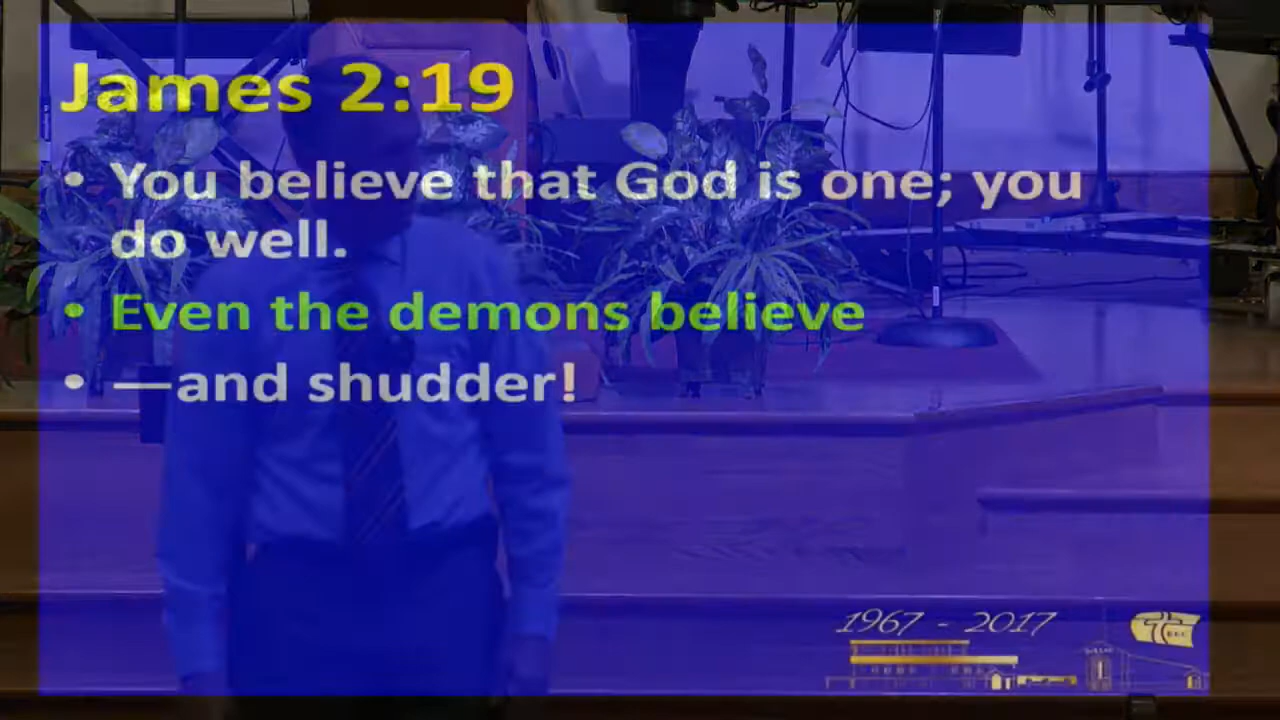 James 2:19
• You believe that God is one; you
do well.
• Even the demons believe
• —and shudder!
1967 - 2017